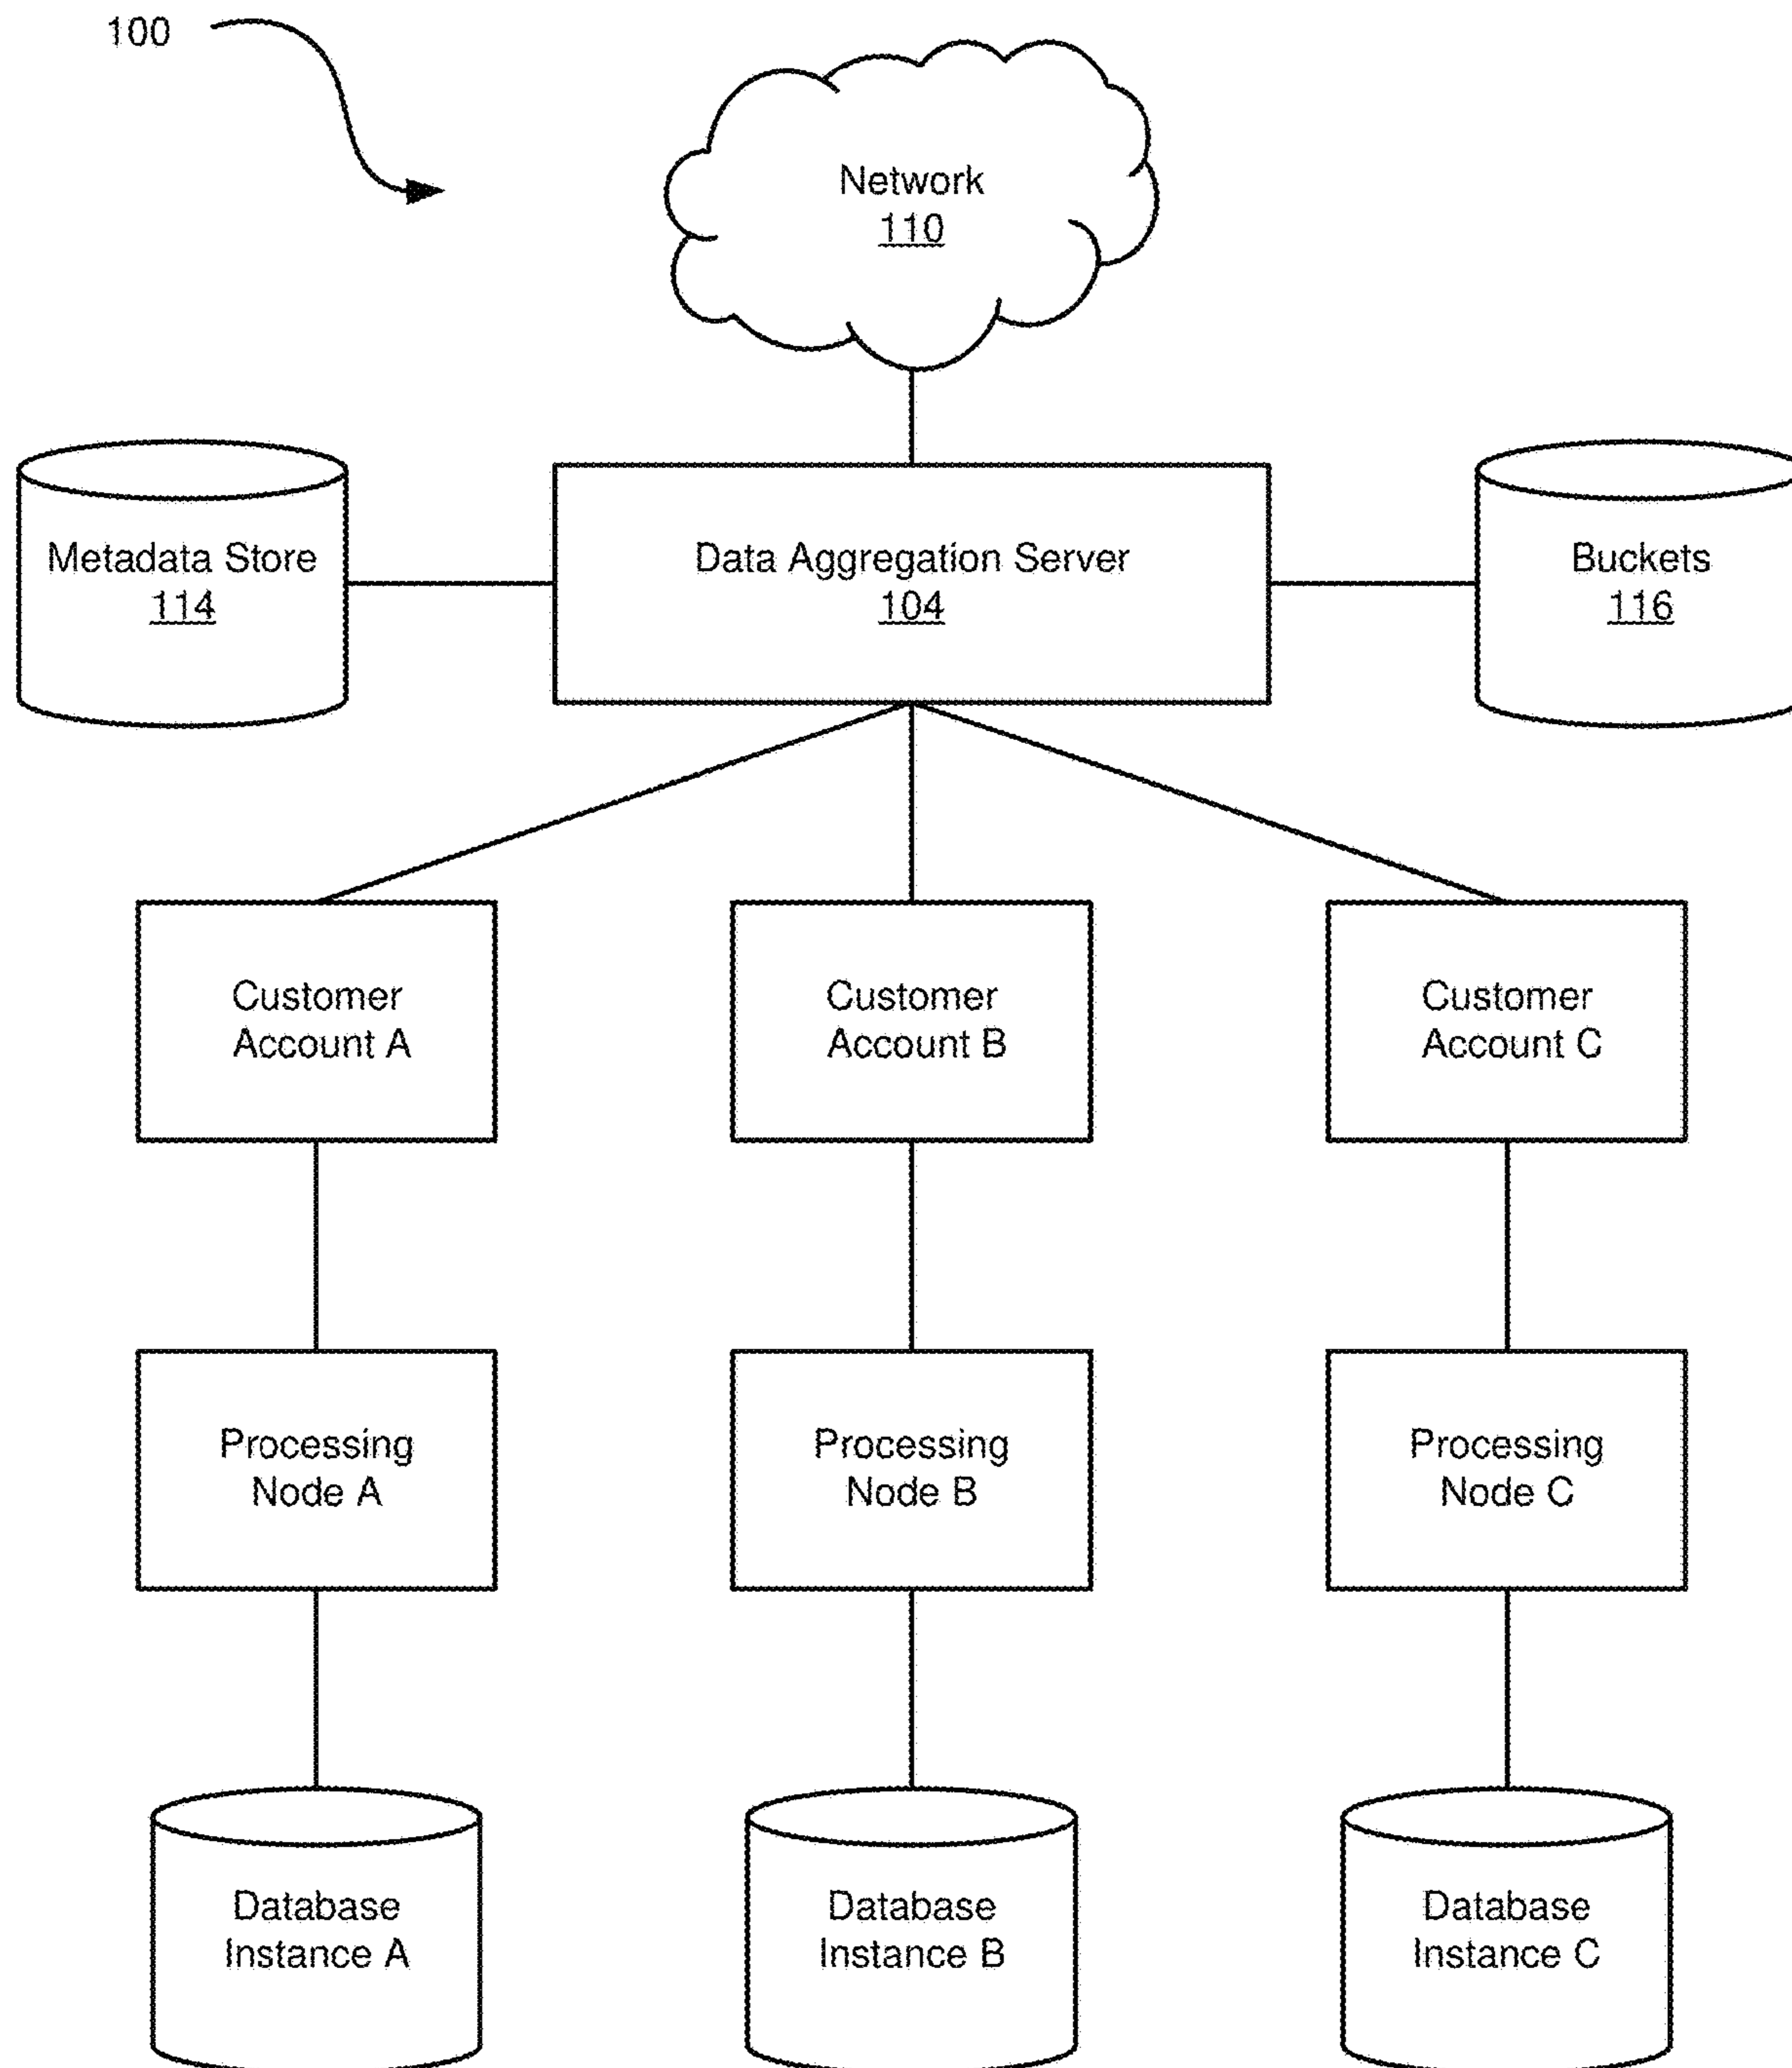 100
Network
110
Metadata Store
114
Data Aggregation Server
104
Buckets
116
Customer
Account A
Customer
Account B
Customer
Account C
Processing
Node A
Processing
Node B
Processing
Node C
Database
Instance A
Database
Instance B
Database
Instance C